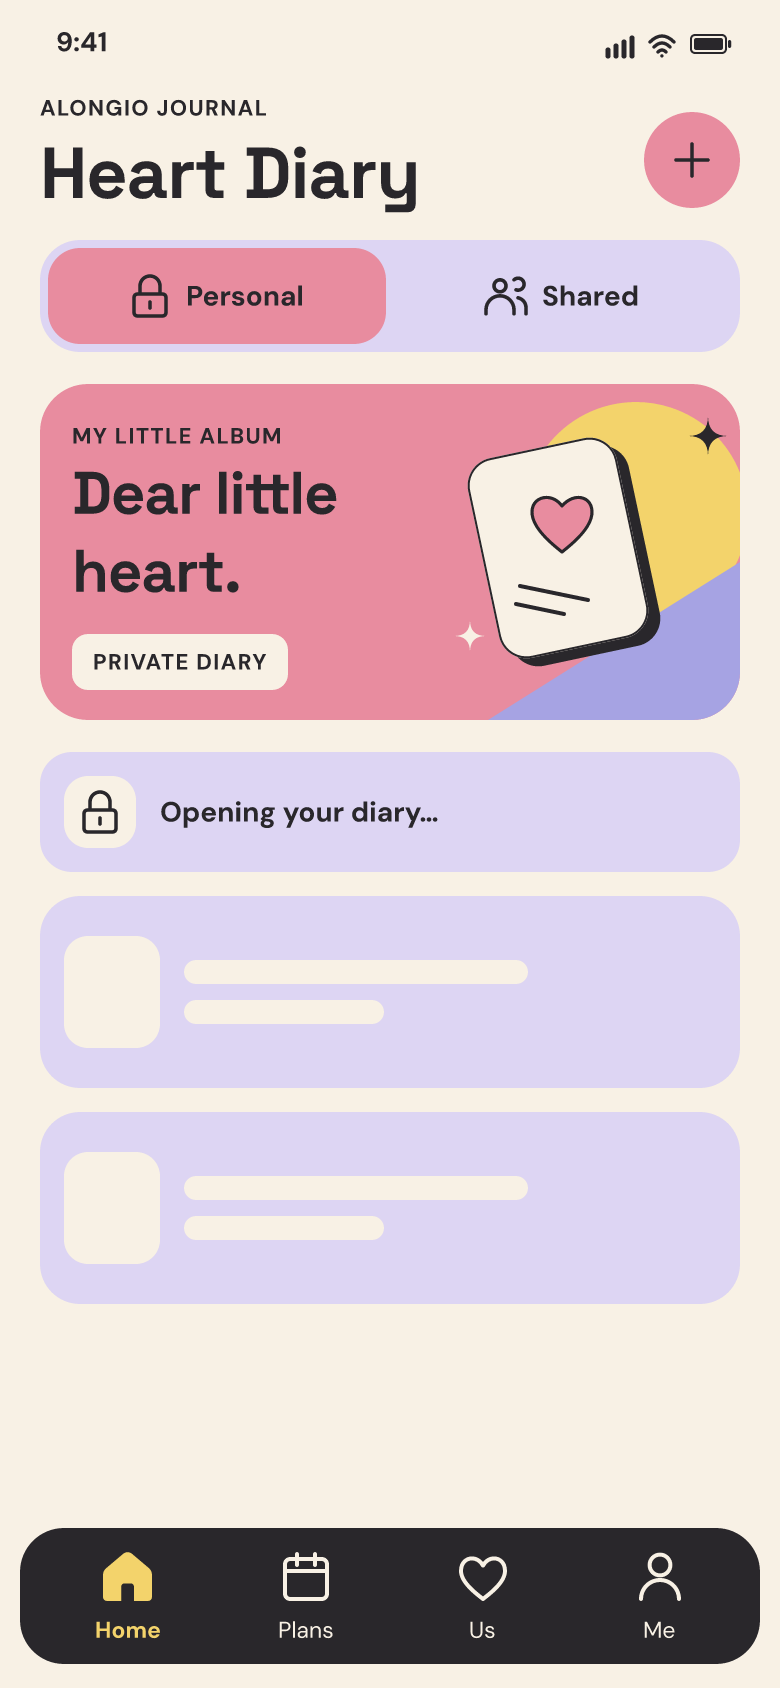 9:41
ALONGIO JOURNAL
Heart Diary
Personal
Shared
MY LITTLE ALBUM
Dear little
heart.
PRIVATE DIARY
Opening your diary...
Home
Plans
Us
Me